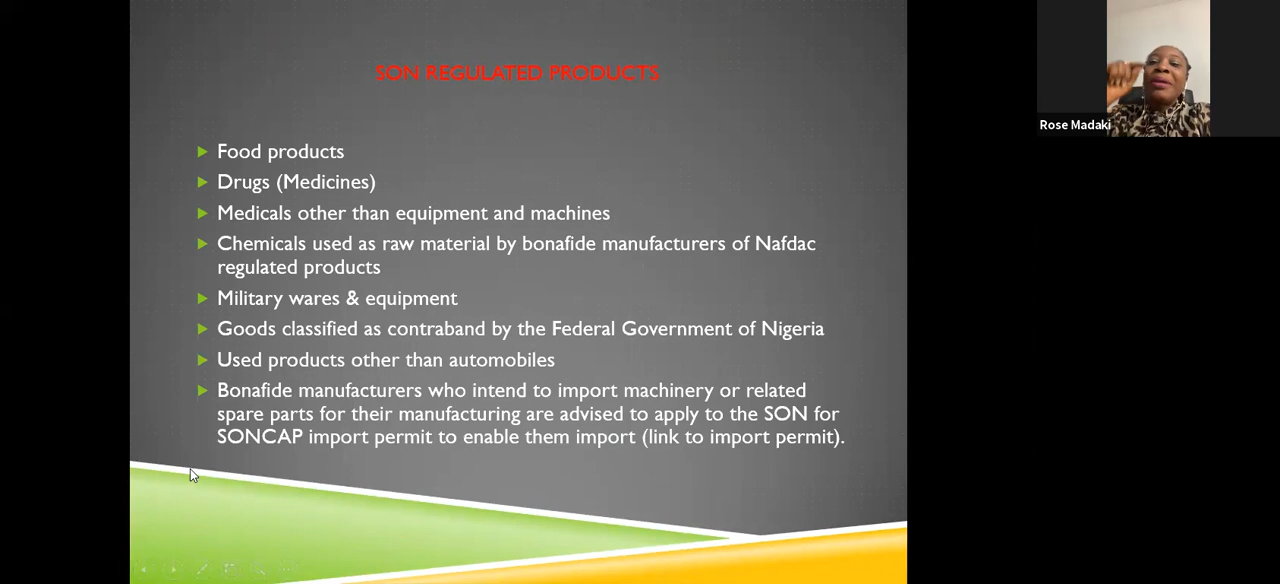 SON REGULATED PRODUCTS
Food products
Drugs (Medicines)
Medicals other than equipment and machines
Chemicals used as raw material by bonafide manufacturers of Nafdac
regulated products
Military wares & equipment
Goods classified as contraband by the Federal Government of Nigeria
Used products other than automobiles
Bonafide manufacturers who intend to import machinery or related
spare parts for their manufacturing are advised to apply to the SON for
SONCAP import permit to enable them import (link to import permit).
Rose Madaki